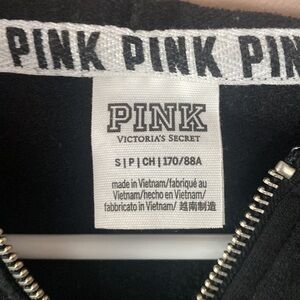 PINK PINK PIN
PINK
VICTORIA'S SECRET
S | P | CH | 170/88A
made in Vietnam/fabriqué au
Vietnam/hecho en Vietnam/
fabbricato in Vietnam/ 越南制造